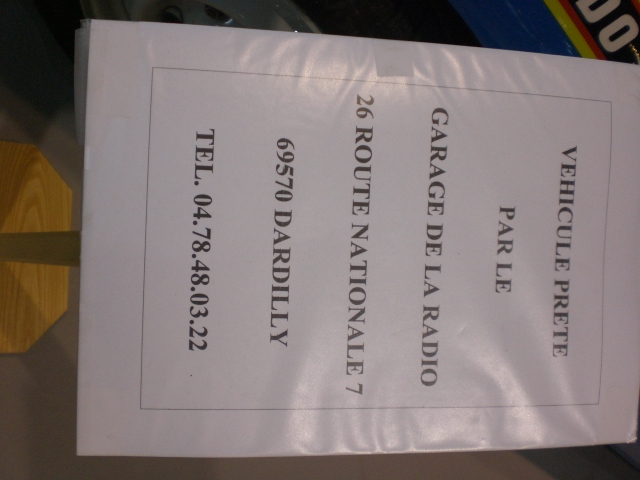 VEHICULE PRETE
PAR LE
GARAGE DE LA RADIO
26 ROUTE NATIONALE 7
69570 DARDILLY
TEL. 04.78.48.03.22
DO